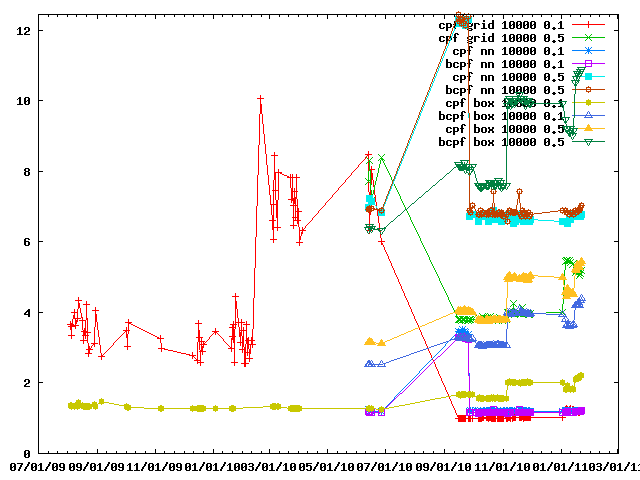 12
10
8
6
4
2
0
cpf grid 10000 0.1
cpf grid 10000 0.5
cpf nn 10000 0.1
bcpf nn 10000 0.1
cpf nn 10000 0.5
bcpf nn 10000 0.5
cpf box 10000 0.1
bcpf box 10000 0.1
cpf box 10000 0.5
bcpf box 10000 0.5
07/01/09 09/01/09 11/01/09 01/01/10 03/01/10 05/01/10 07/01/10 09/01/10 11/01/10 01/01/11 03/01/11